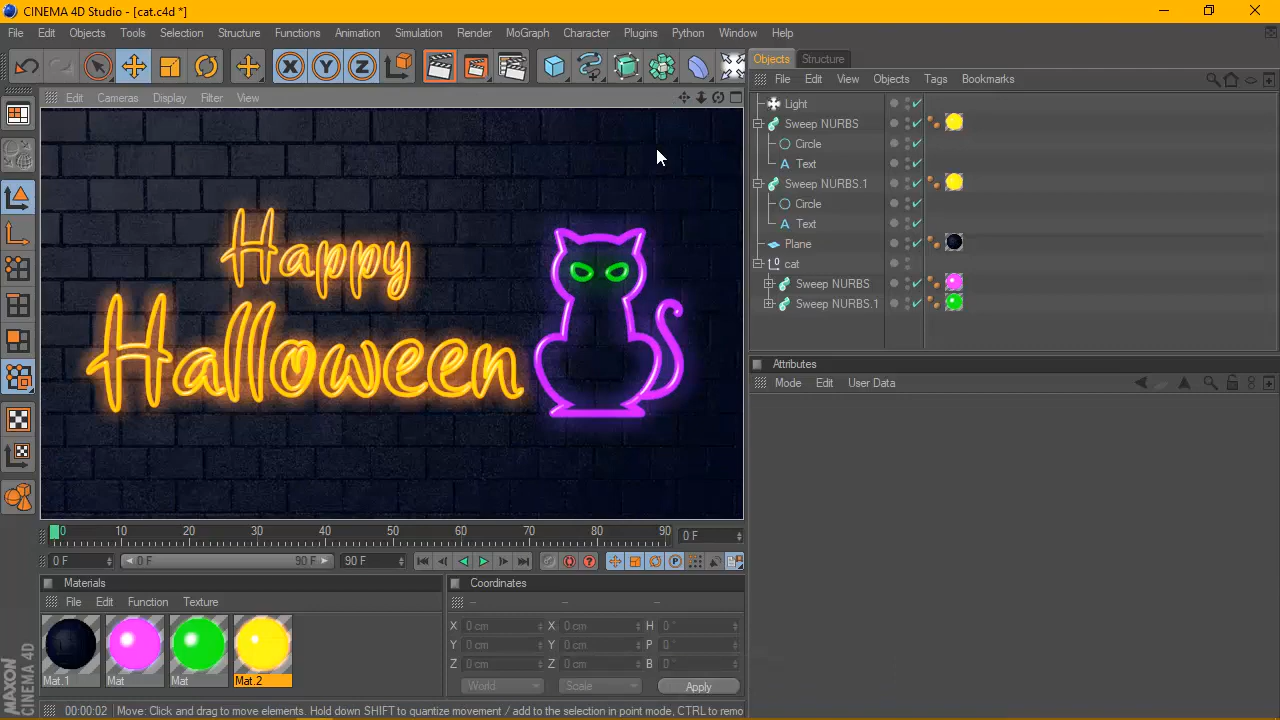 CINEMA 4D Studio - [cat.c4d *]
File Edit Objects Tools Selection Structure Functions Animation Simulation Render MoGraph Character Plugins Python Window Help
X Y Z
Objects Structure
File Edit View Objects Tags Bookmarks
Edit Cameras Display Filter View
Light
Sweep NURBS
Circle
Text
Sweep NURBS.1
Circle
Text
Plane
cat
Sweep NURBS
Sweep NURBS.1
Happy
Halloween
Attributes
Mode Edit User Data
0 10 20 30 40 50 60 70 80 90 0 F
0 F 0 F 90 F 90 F
Materials
File Edit Function Texture
Mat.1 Mat Mat Mat.2
Coordinates
-- -- --
X 0 cm X 0 cm H 0 °
Y 0 cm Y 0 cm P 0 °
Z 0 cm Z 0 cm B 0 °
World Scale Apply
MAXON
CINEMA 4D
00:00:02 Move: Click and drag to move elements. Hold down SHIFT to quantize movement / add to the selection in point mode, CTRL to remo